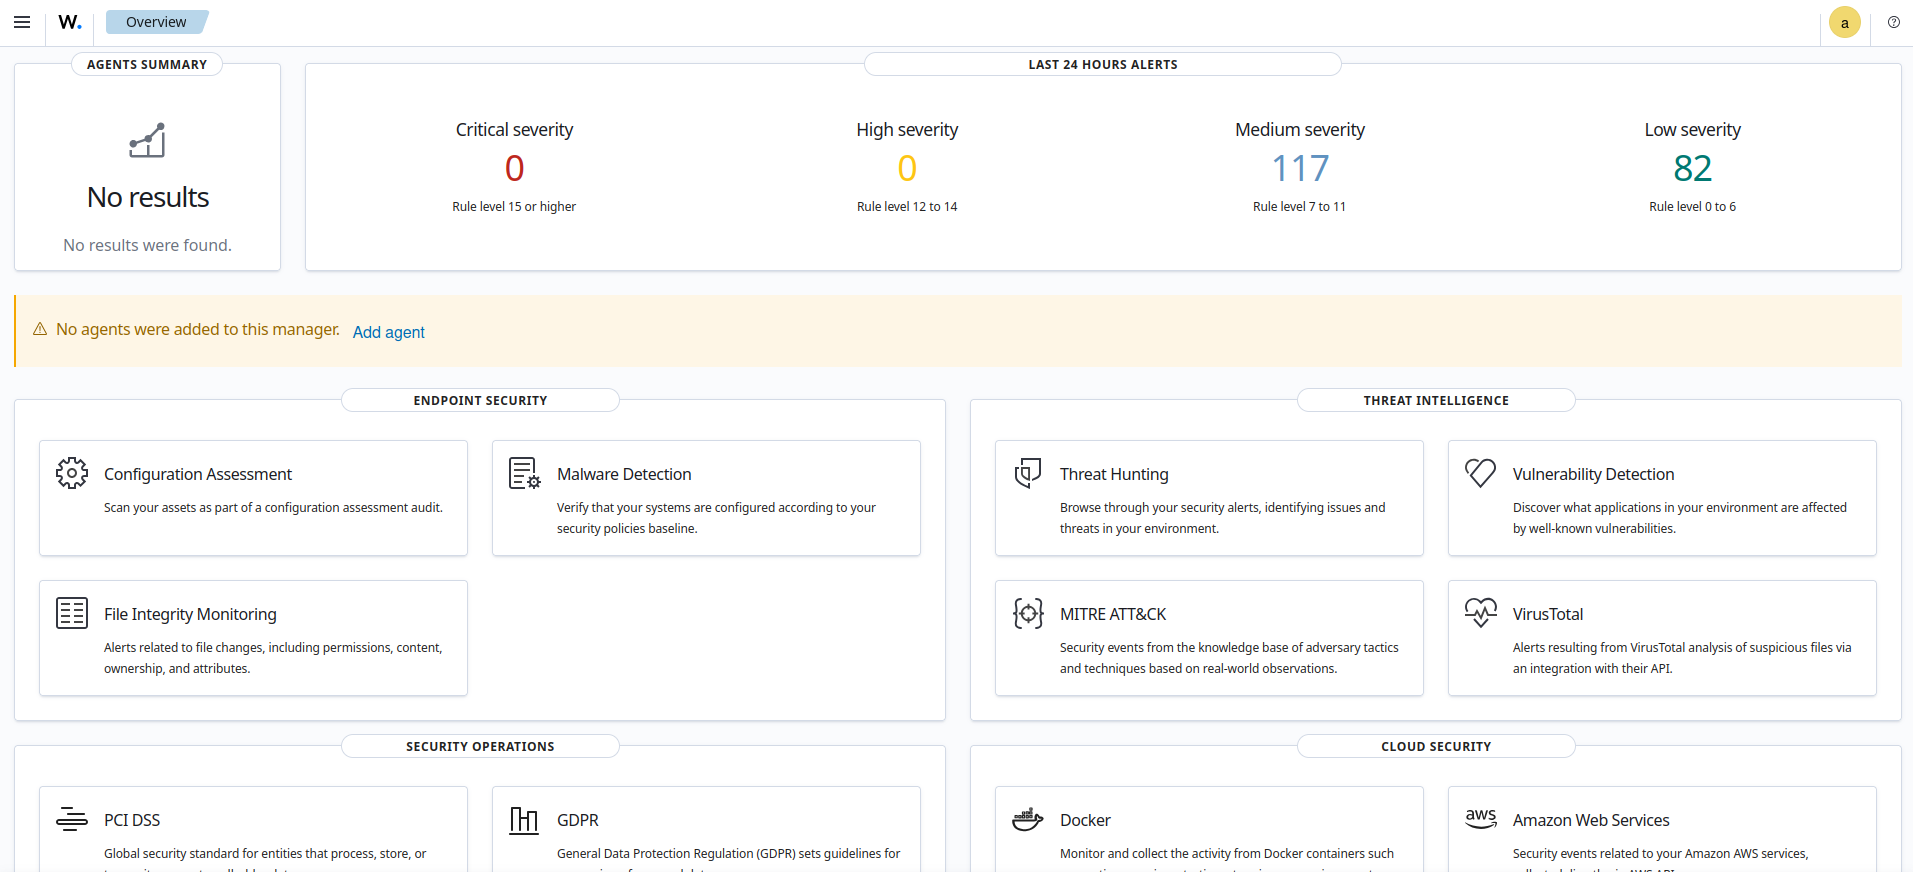 W. Overview a
AGENTS SUMMARY
No results
No results were found.
LAST 24 HOURS ALERTS
Critical severity
0
Rule level 15 or higher
High severity
0
Rule level 12 to 14
Medium severity
117
Rule level 7 to 11
Low severity
82
Rule level 0 to 6
No agents were added to this manager. Add agent
ENDPOINT SECURITY
Configuration Assessment
Scan your assets as part of a configuration assessment audit.
Malware Detection
Verify that your systems are configured according to your
security policies baseline.
File Integrity Monitoring
Alerts related to file changes, including permissions, content,
ownership, and attributes.
THREAT INTELLIGENCE
Threat Hunting
Browse through your security alerts, identifying issues and
threats in your environment.
Vulnerability Detection
Discover what applications in your environment are affected
by well-known vulnerabilities.
MITRE ATT&CK
Security events from the knowledge base of adversary tactics
and techniques based on real-world observations.
VirusTotal
Alerts resulting from VirusTotal analysis of suspicious files via
an integration with their API.
SECURITY OPERATIONS
PCI DSS
Global security standard for entities that process, store, or
GDPR
General Data Protection Regulation (GDPR) sets guidelines for
CLOUD SECURITY
Docker
Monitor and collect the activity from Docker containers such
aws
Amazon Web Services
Security events related to your Amazon AWS services,